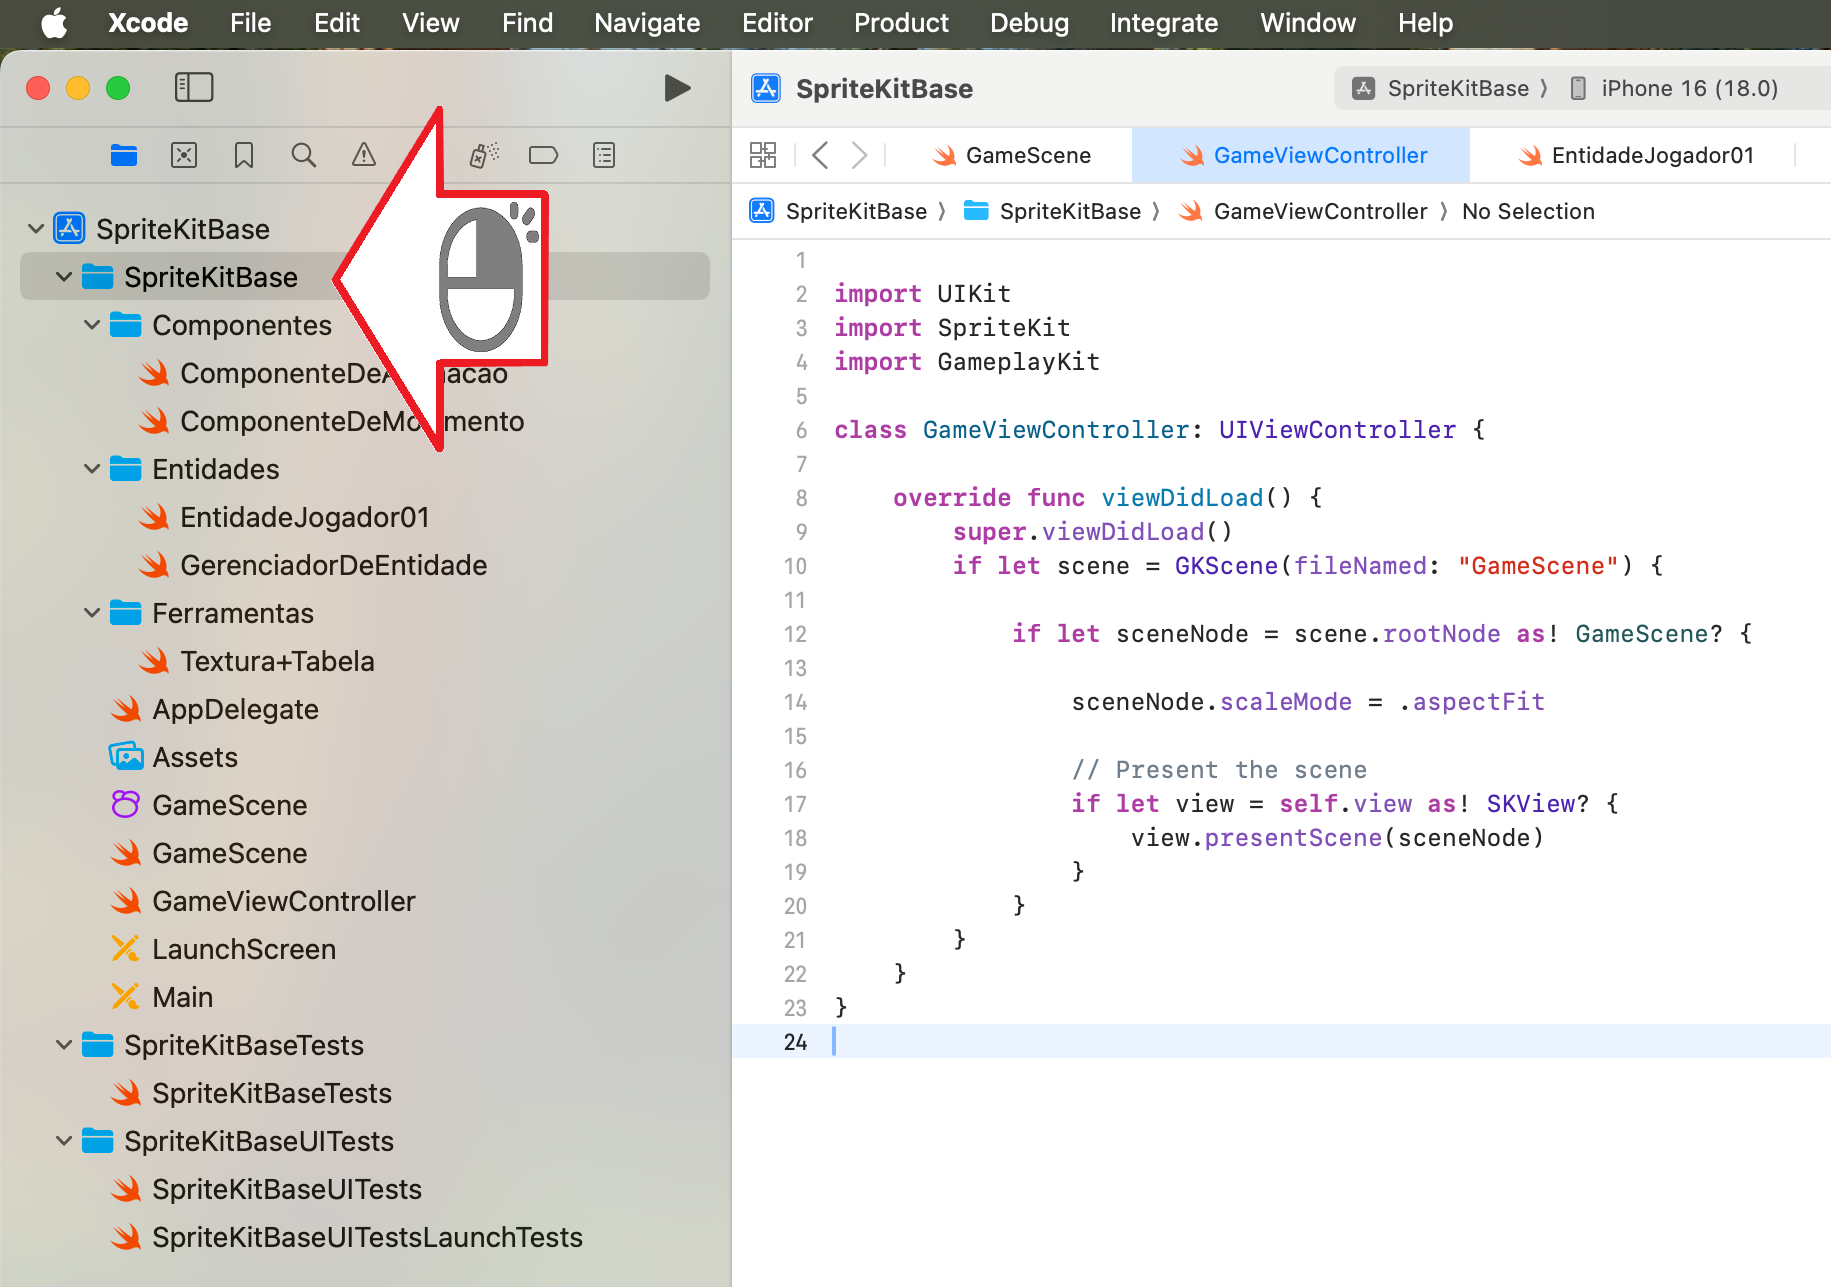 Xcode File Edit View Find Navigate Editor Product Debug Integrate Window Help
SpriteKitBase
SpriteKitBase
Componentes
ComponenteDeMo mento
Entidades
EntidadeJogador01
GerenciadorDeEntidade
Ferramentas
Textura+Tabela
AppDelegate
Assets
GameScene
GameScene
GameViewController
LaunchScreen
Main
SpriteKitBaseTests
SpriteKitBaseTests
SpriteKitBaseUITests
SpriteKitBaseUITests
SpriteKitBaseUITestsLaunchTests
SpriteKitBase SpriteKitBase 〉 iPhone 16 (18.0)
GameScene GameViewController EntidadeJogador01
SpriteKitBase 〉 SpriteKitBase 〉 GameViewController 〉 No Selection
1
2 import UIKit
3 import SpriteKit
4 import GameplayKit
5
6 class GameViewController: UIViewController {
7
8 override func viewDidLoad() {
9 super.viewDidLoad()
10 if let scene = GKScene(fileNamed: "GameScene") {
11
12 if let sceneNode = scene.rootNode as! GameScene? {
13
14 sceneNode.scaleMode = .aspectFit
15
16 // Present the scene
17 if let view = self.view as! SKView? {
18 view.presentScene(sceneNode)
19 }
20 }
21 }
22 }
23 }
24